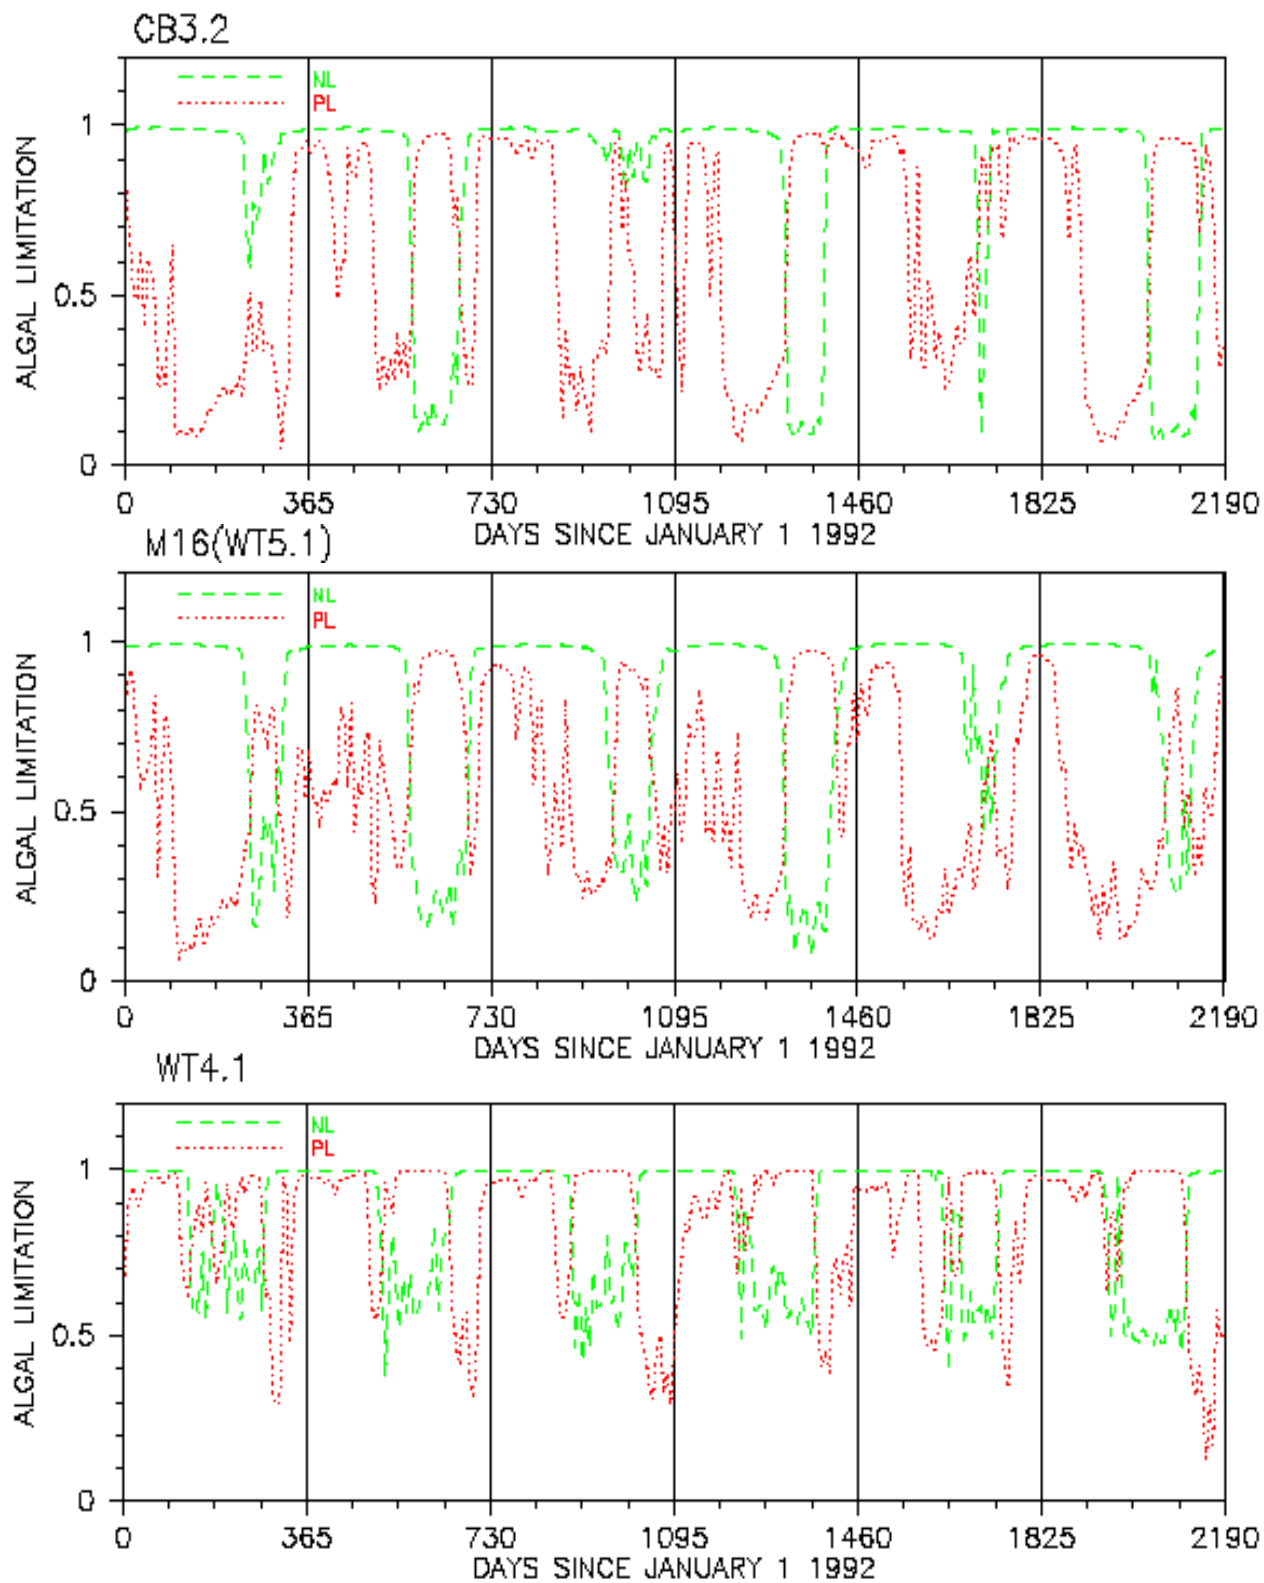 CB3.2
NL
PL
1
0.5
0
ALGAL LIMITATION
0 365 730 1095 1460 1825 2190
DAYS SINCE JANUARY 1 1992
M16(WT5.1)
NL
PL
1
0.5
0
ALGAL LIMITATION
0 365 730 1095 1460 1825 2190
DAYS SINCE JANUARY 1 1992
WT4.1
NL
PL
1
0.5
0
ALGAL LIMITATION
0 365 730 1095 1460 1825 2190
DAYS SINCE JANUARY 1 1992